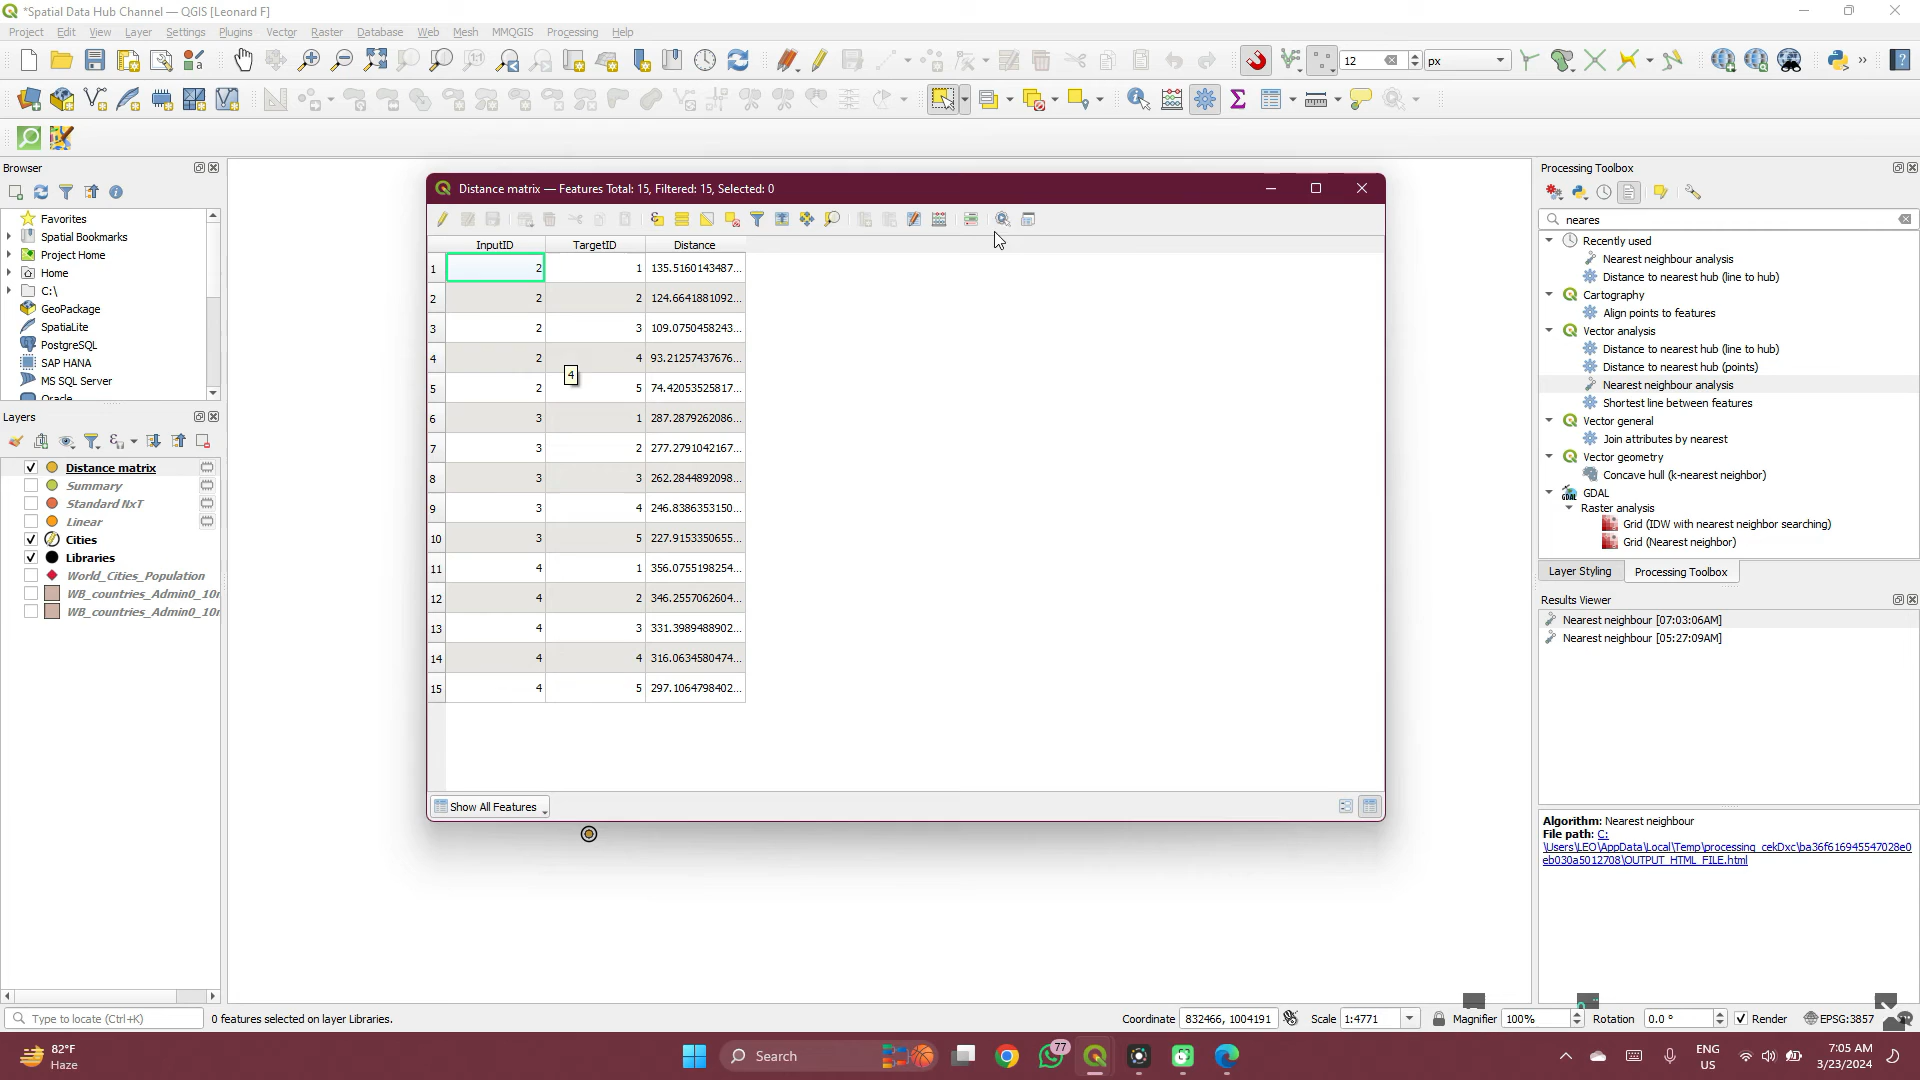 *Spatial Data Hub Channel — QGIS [Leonard F]
Project Edit View Layer Settings Plugins Vector Raster Database Web Mesh MMQGIS Processing Help
12 px
Browser
Favorites
Spatial Bookmarks
Project Home
Home
C:\
GeoPackage
SpatiaLite
PostgreSQL
SAP HANA
MS SQL Server
Oracle
Layers
Distance matrix
Summary
Standard NxT
Linear
Cities
Libraries
World_Cities_Population
WB_countries_Admin0_10r
WB_countries_Admin0_10r
Distance matrix — Features Total: 15, Filtered: 15, Selected: 0
InputID TargetID Distance
1 2 1 135.5160143487...
2 2 2 124.6641881092...
3 2 3 109.0750458243...
4 2 4 93.21257437676...
4
5 2 5 74.42053525817...
6 3 1 287.2879262086...
7 3 2 277.2791042167...
8 3 3 262.2844892098...
9 3 4 246.8386353150...
10 3 5 227.9153350655...
11 4 1 356.0755198254...
12 4 2 346.2557062604...
13 4 3 331.3989488902...
14 4 4 316.0634580474...
15 4 5 297.1064798402...
Show All Features
Processing Toolbox
neares
Recently used
Nearest neighbour analysis
Distance to nearest hub (line to hub)
Cartography
Align points to features
Vector analysis
Distance to nearest hub (line to hub)
Distance to nearest hub (points)
Nearest neighbour analysis
Shortest line between features
Vector general
Join attributes by nearest
Vector geometry
Concave hull (k-nearest neighbor)
GDAL
Raster analysis
Grid (IDW with nearest neighbor searching)
Grid (Nearest neighbor)
Layer Styling Processing Toolbox
Results Viewer
Nearest neighbour [07:03:06AM]
Nearest neighbour [05:27:09AM]
Algorithm: Nearest neighbour
File path: C:
\Users\LEO\AppData\Local\Temp\processing_cekDxc\ba36f616945547028e0
eb030a5012708\OUTPUT_HTML_FILE.html
Type to locate (Ctrl+K) 0 features selected on layer Libraries. Coordinate 832466, 1004191 Scale 1:4771 Magnifier 100% Rotation 0.0 ° Render EPSG:3857
82°F
Haze
Search
77
ENG
US
7:05 AM
3/23/2024